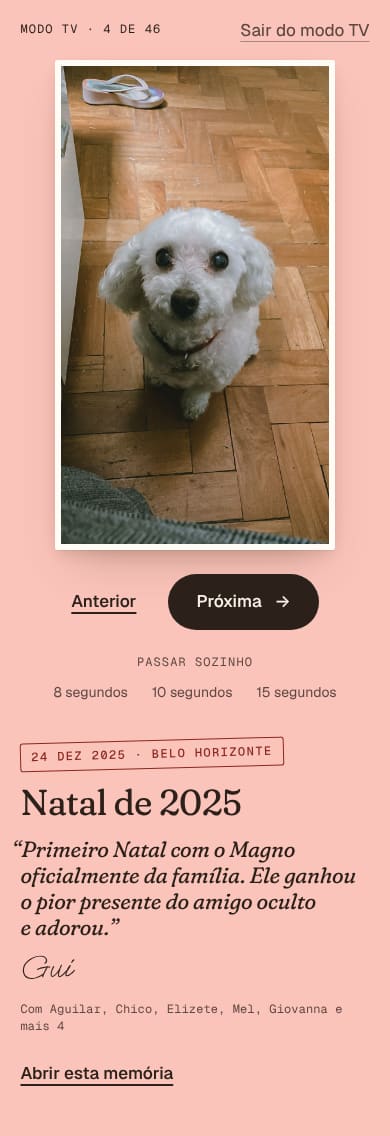 MODO TV · 4 DE 46
Sair do modo TV
Anterior
Próxima →
PASSAR SOZINHO
8 segundos 10 segundos 15 segundos
24 DEZ 2025 · BELO HORIZONTE
Natal de 2025
“Primeiro Natal com o Magno
oficialmente da família. Ele ganhou
o pior presente do amigo oculto
e adorou.”
Gui
Com Aguilar, Chico, Elizete, Mel, Giovanna e
mais 4
Abrir esta memória